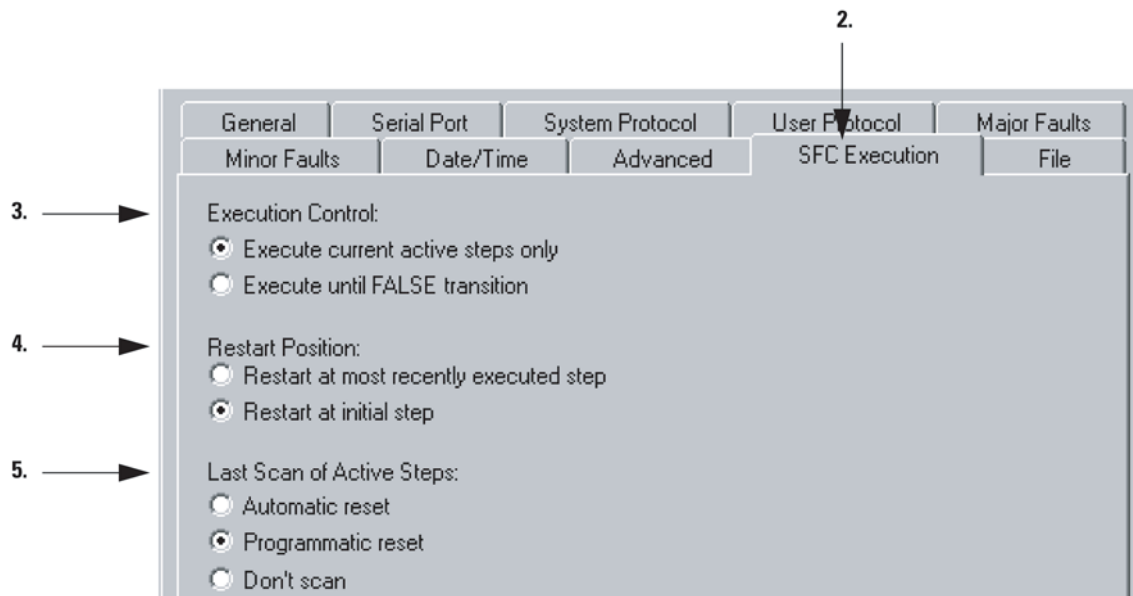 2.
General Serial Port System Protocol User Protocol Major Faults
Minor Faults Date/Time Advanced SFC Execution File
3. Execution Control:
Execute current active steps only
Execute until FALSE transition
4. Restart Position:
Restart at most recently executed step
Restart at initial step
5. Last Scan of Active Steps:
Automatic reset
Programmatic reset
Don't scan